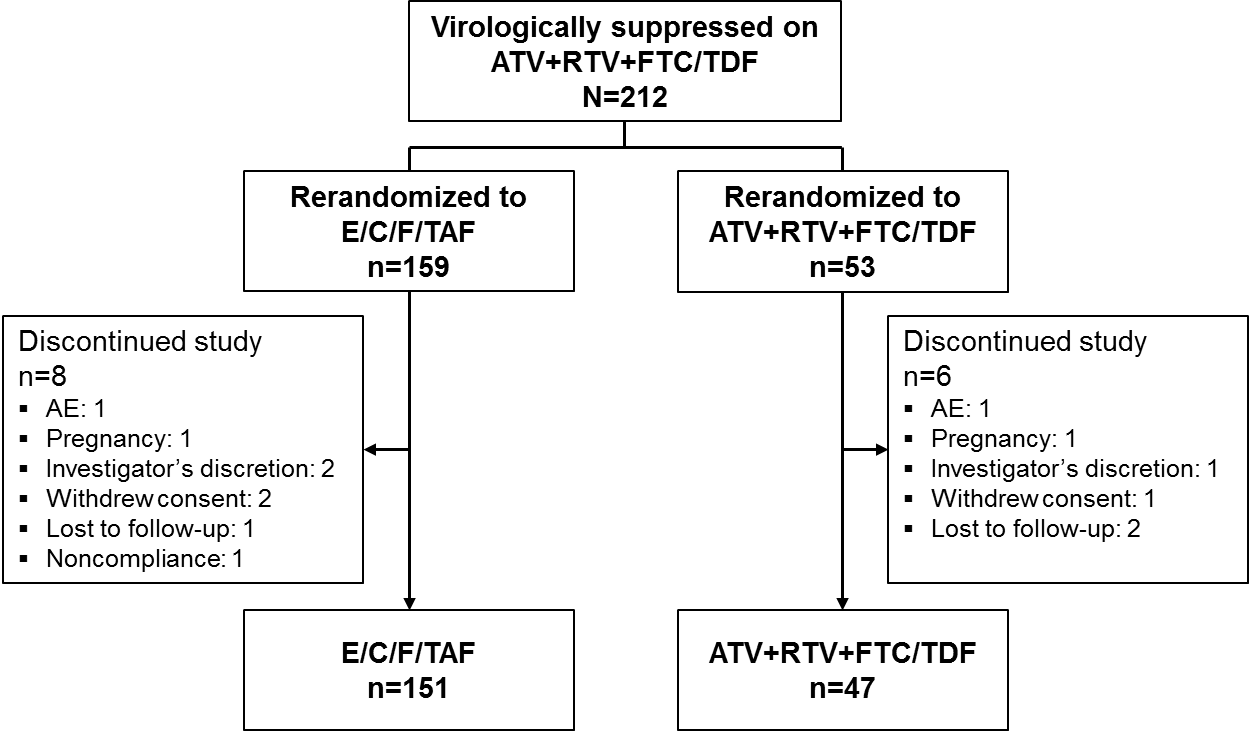 Virologically suppressed on
ATV+RTV+FTC/TDF
N=212
Rerandomized to
E/C/F/TAF
n=159
Rerandomized to
ATV+RTV+FTC/TDF
n=53
Discontinued study
n=8
▪ AE: 1
▪ Pregnancy: 1
▪ Investigator’s discretion: 2
▪ Withdrew consent: 2
▪ Lost to follow-up: 1
▪ Noncompliance: 1
Discontinued study
n=6
▪ AE: 1
▪ Pregnancy: 1
▪ Investigator’s discretion: 1
▪ Withdrew consent: 1
▪ Lost to follow-up: 2
E/C/F/TAF
n=151
ATV+RTV+FTC/TDF
n=47